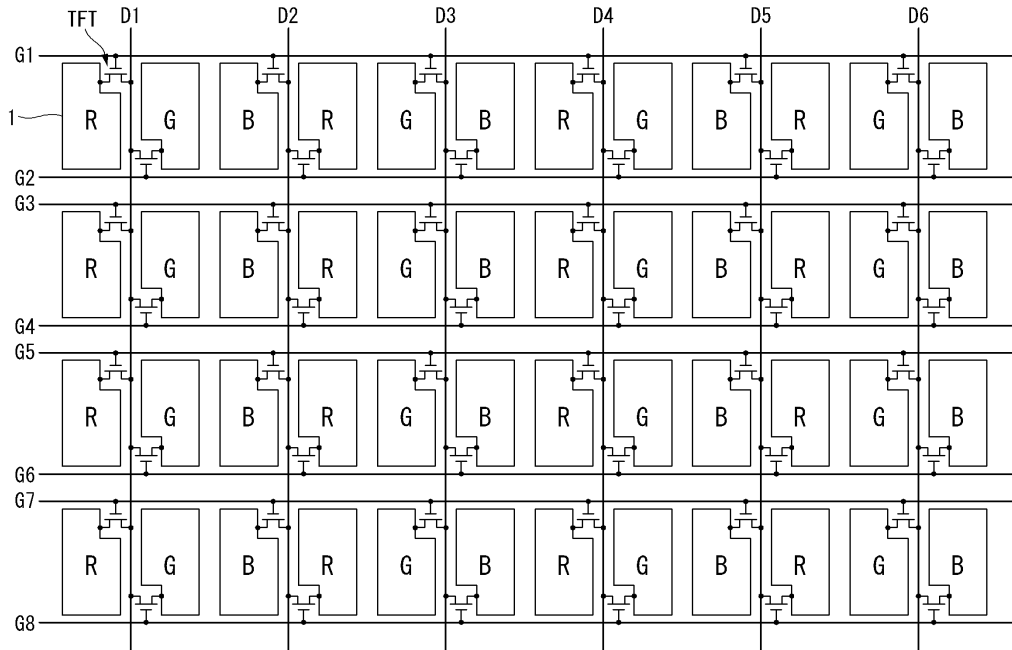 TFT D1 D2 D3 D4 D5 D6
G1
1 R G B R G B R G B R G B
G2
G3
R G B R G B R G B R G B
G4
G5
R G B R G B R G B R G B
G6
G7
R G B R G B R G B R G B
G8